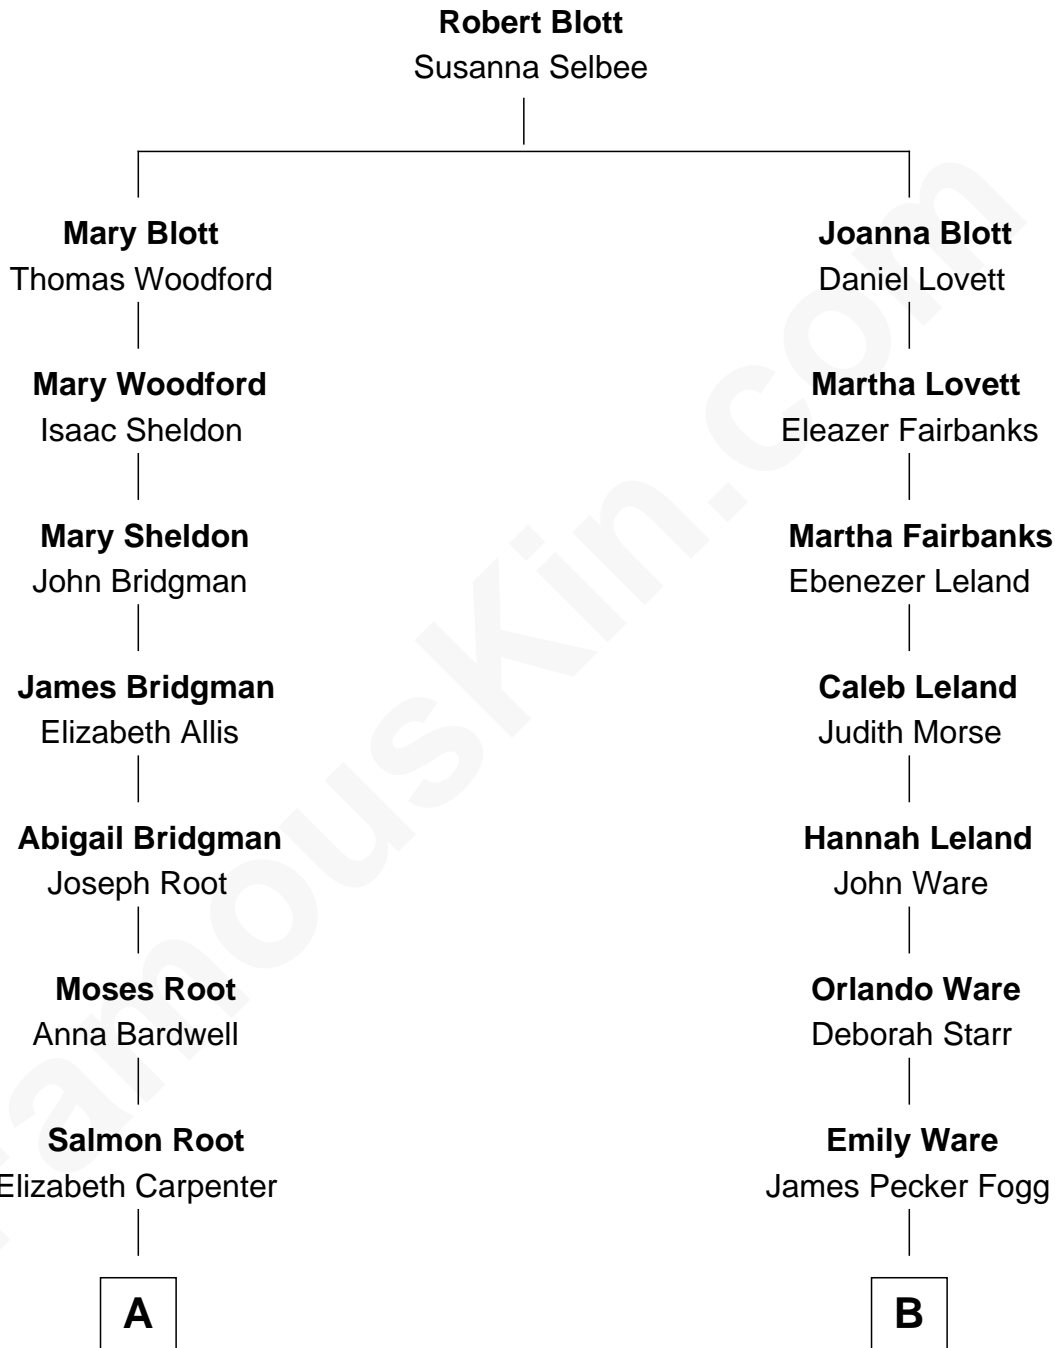 Robert Blott
Susanna Selbee
Mary Blott
Thomas Woodford
Joanna Blott
Daniel Lovett
Mary Woodford
Isaac Sheldon
Martha Lovett
Eleazer Fairbanks
Mary Sheldon
John Bridgman
Martha Fairbanks
Ebenezer Leland
James Bridgman
Elizabeth Allis
Caleb Leland
Judith Morse
Abigail Bridgman
Joseph Root
Hannah Leland
John Ware
Moses Root
Anna Bardwell
Orlando Ware
Deborah Starr
Salmon Root
Elizabeth Carpenter
Emily Ware
James Pecker Fogg
A
B
FamousKin.com